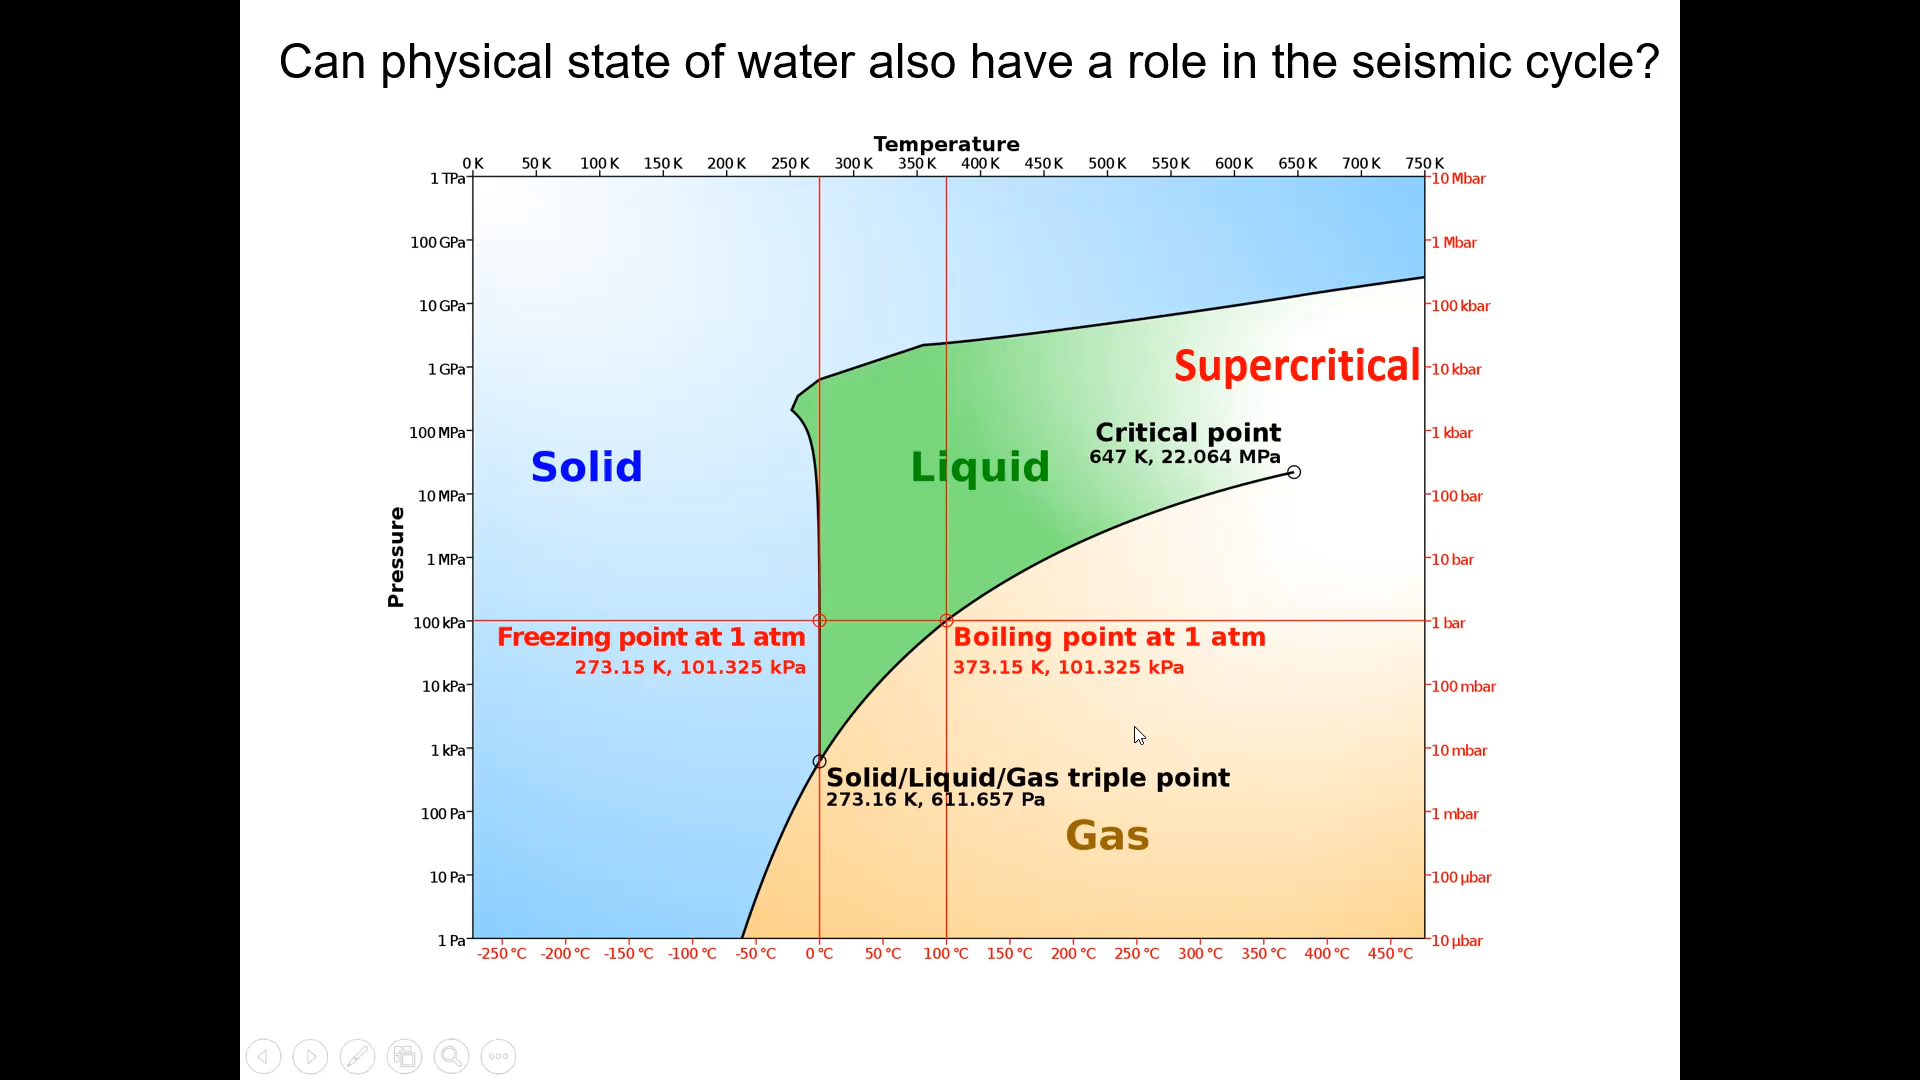 Can physical state of water also have a role in the seismic cycle?
Temperature
0 K 50 K 100 K 150 K 200 K 250 K 300 K 350 K 400 K 450 K 500 K 550 K 600 K 650 K 700 K 750 K
1 TPa 10 Mbar
100 GPa 1 Mbar
10 GPa 100 kbar
Supercritical
1 GPa 10 kbar
100 MPa Critical point 1 kbar
647 K, 22.064 MPa
Solid Liquid
10 MPa 100 bar
Pressure
1 MPa 10 bar
100 kPa 1 bar
Freezing point at 1 atm Boiling point at 1 atm
273.15 K, 101.325 kPa 373.15 K, 101.325 kPa
10 kPa 100 mbar
1 kPa 10 mbar
Solid/Liquid/Gas triple point
273.16 K, 611.657 Pa
100 Pa 1 mbar
Gas
10 Pa 100 µbar
1 Pa 10 µbar
-250 °C -200 °C -150 °C -100 °C -50 °C 0 °C 50 °C 100 °C 150 °C 200 °C 250 °C 300 °C 350 °C 400 °C 450 °C